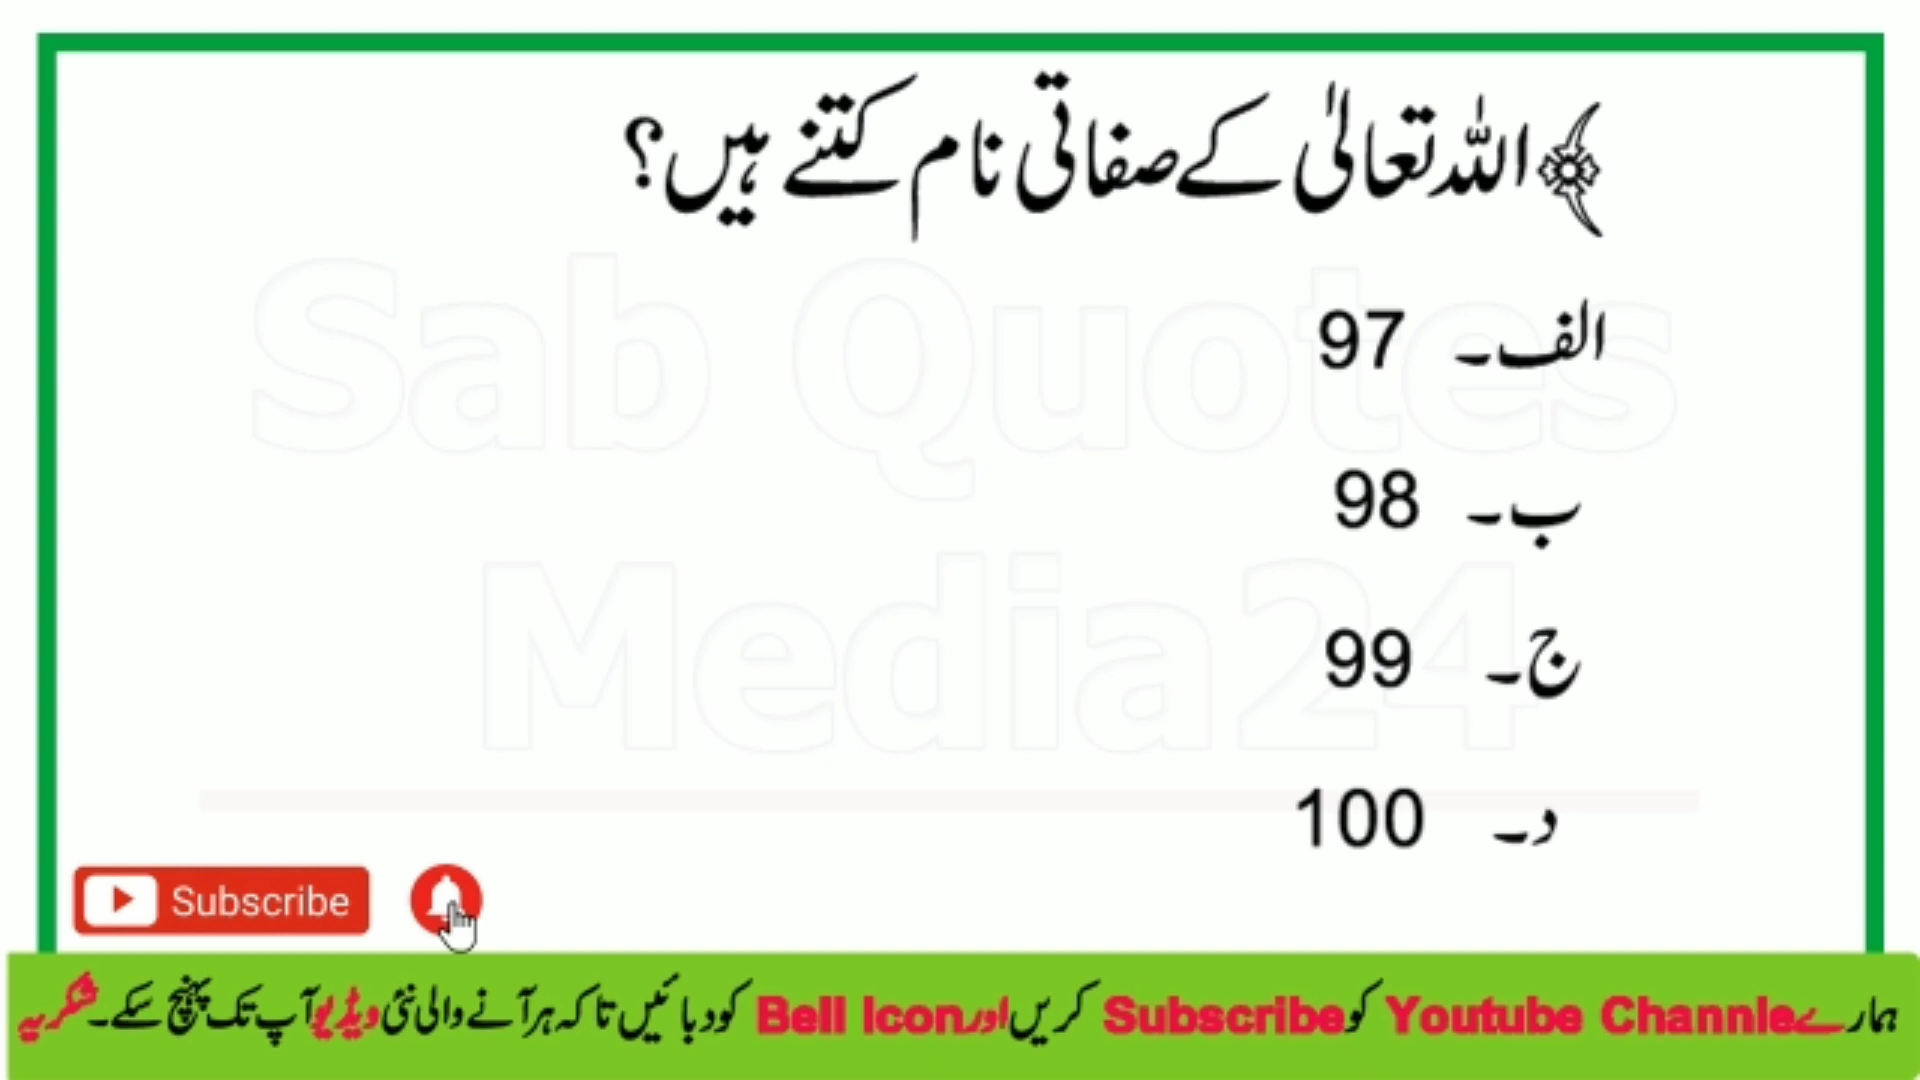 اللہ تعالیٰ کے صفاتی نام کتنے ہیں؟
الف۔ 97
ب۔ 98
ج۔ 99
د۔ 100
Sab Quotes
Media24
Subscribe
ہمارے Youtube Channle کو Subscribe کریں اور Bell Icon کو دبائیں تاکہ ہر آنے والی نئی ویڈیو آپ تک پہنچ سکے۔ شکریہ